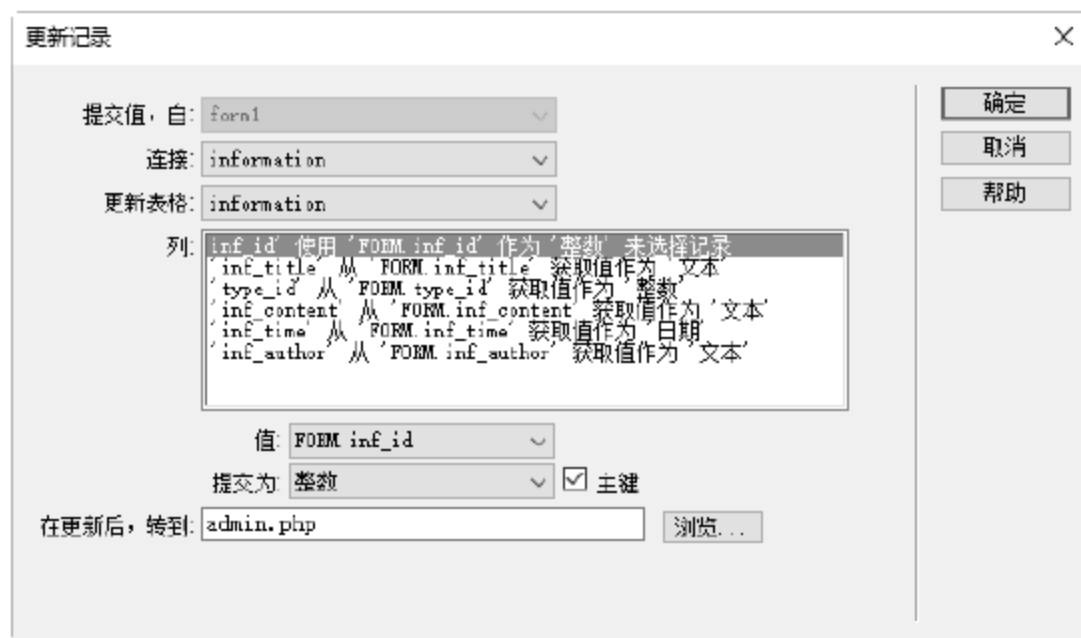 更新记录
提交值，自: form1
连接: information
更新表格: information
列: inf_id' 使用 'FORM.inf_id' 作为 '整数' 来选择记录
'inf_title' 从 'FORM.inf_title' 获取值作为 '文本'
'type_id' 从 'FORM.type_id' 获取值作为 '整数'
'inf_content' 从 'FORM.inf_content' 获取值作为 '文本'
'inf_time' 从 'FORM.inf_time' 获取值作为 '日期'
'inf_author' 从 'FORM.inf_author' 获取值作为 '文本'
值: FORM.inf_id
提交为: 整数 主键
在更新后，转到: admin.php 浏览...
确定
取消
帮助